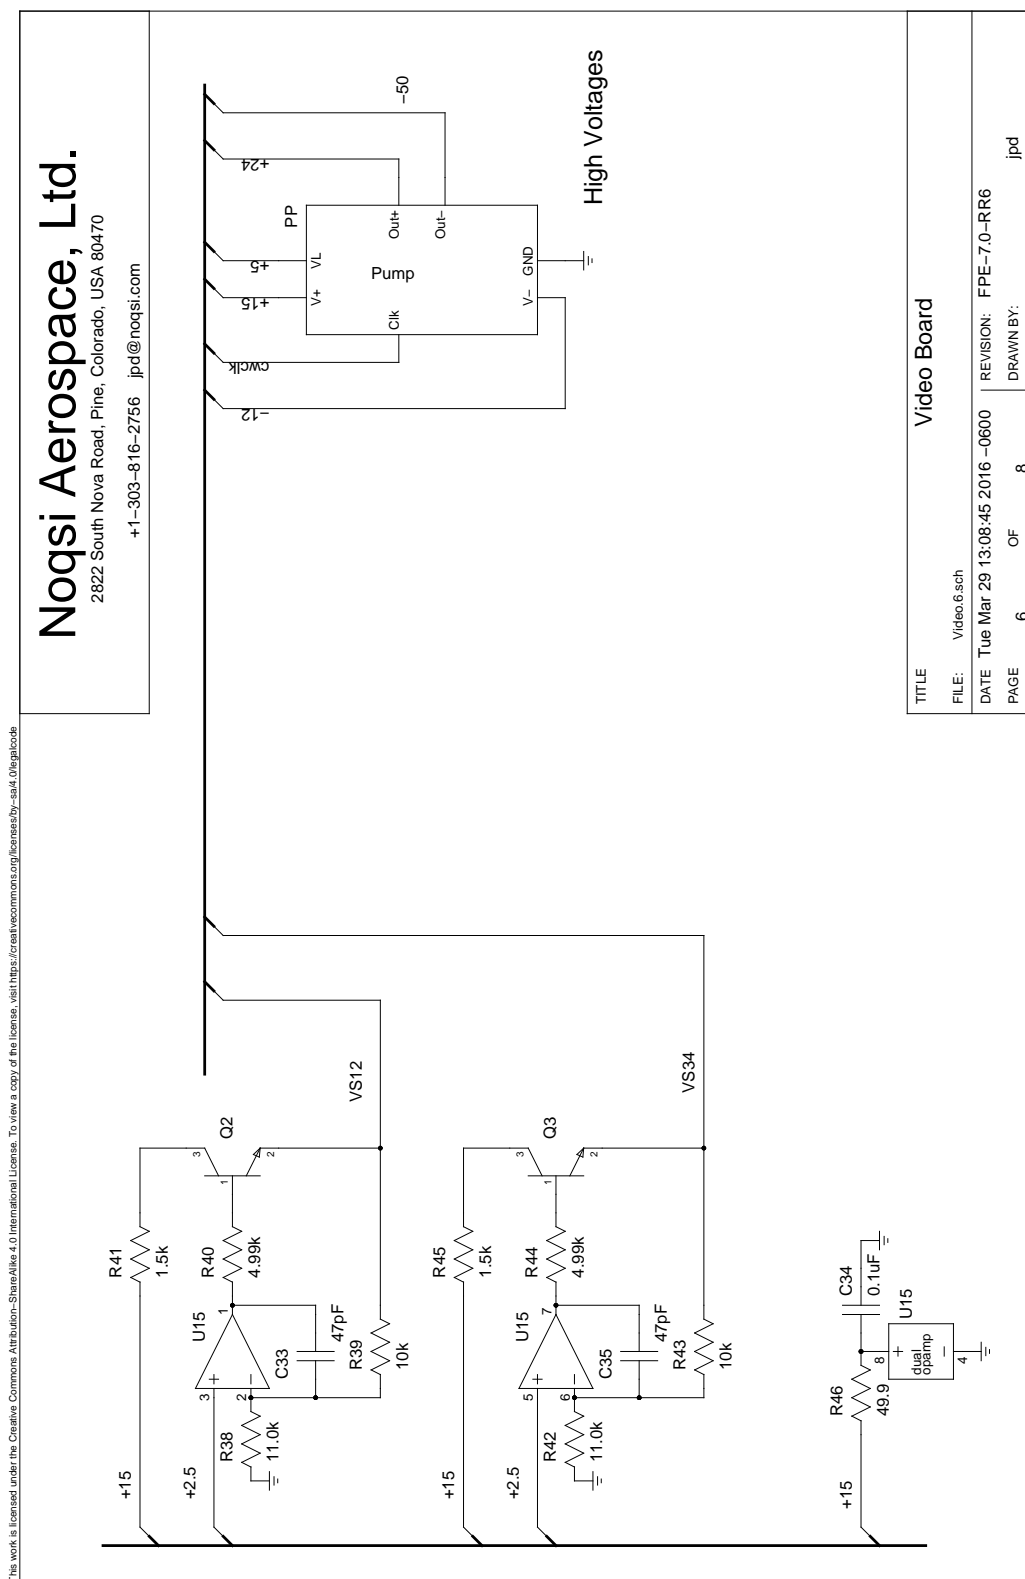 This work is licensed under the Creative Commons Attribution−ShareAlike 4.0 International License. To view a copy of the license, visit https://creativecommons.org/licenses/by−sa/4.0/legalcode
Noqsi Aerospace, Ltd.
2822 South Nova Road, Pine, Colorado, USA 80470
+1−303−816−2756 jpd@noqsi.com
+15
R41
1.5k
3
Q2
1
2
+2.5
3
2
U15
1
R40
4.99k
R38
11.0k
C33
47pF
R39
10k
VS12
+15
R45
1.5k
3
Q3
1
2
+2.5
5
6
U15
7
R44
4.99k
R42
11.0k
C35
47pF
R43
10k
VS34
+15
R46
49.9
C34
0.1uF
U15
8
dual
opamp
4
−12
cwclk
+15
+5
+24
−50
PP
V+
VL
Clk
Pump
Out+
Out−
V−
GND
High Voltages
TITLE
Video Board
FILE: Video.6.sch
DATE Tue Mar 29 13:08:45 2016 −0600
REVISION: FPE−7.0−RR6
PAGE 6 OF 8
DRAWN BY: jpd